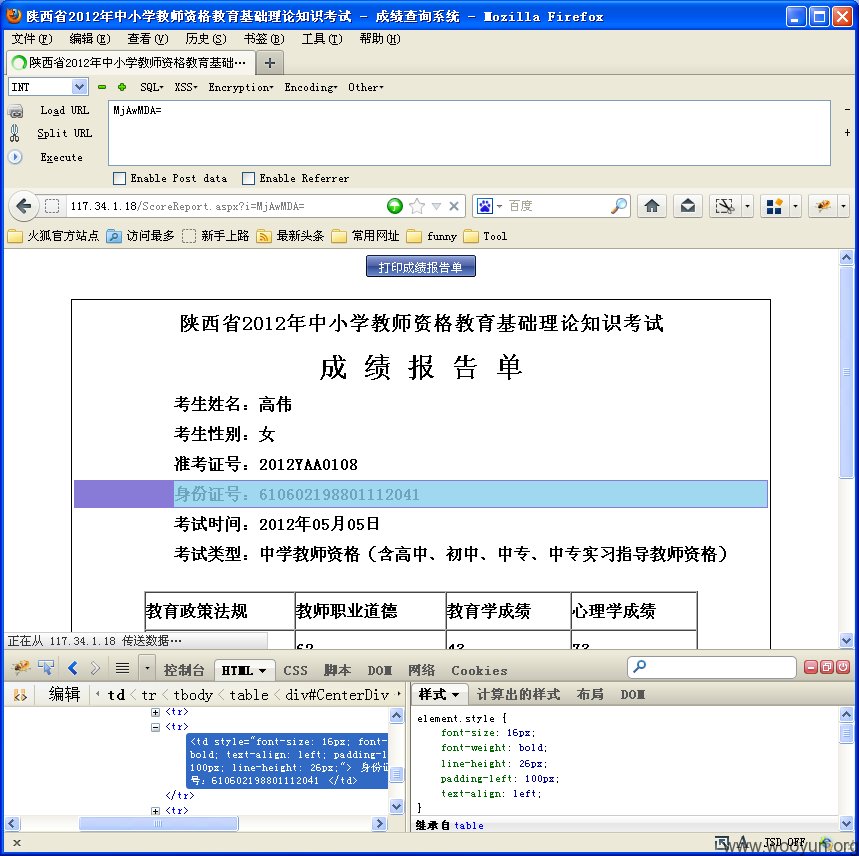 陕西省2012年中小学教师资格教育基础理论知识考试 - 成绩查询系统 - Mozilla Firefox
文件(F) 编辑(E) 查看(V) 历史(S) 书签(B) 工具(T) 帮助(H)
陕西省2012年中小学教师资格教育基础…
INT SQL XSS Encryption Encoding Other
Load URL MjAwMDA=
Split URL
Execute
Enable Post data Enable Referrer
117.34.1.18/ScoreReport.aspx?i=MjAwMDA= 百度
火狐官方站点 访问最多 新手上路 最新头条 常用网址 funny Tool
打印成绩报告单
陕西省2012年中小学教师资格教育基础理论知识考试
成 绩 报 告 单
考生姓名：高伟
考生性别：女
准考证号：2012YAA0108
身份证号：610602198801112041
考试时间：2012年05月05日
考试类型：中学教师资格（含高中、初中、中专、中专实习指导教师资格）
教育政策法规 教师职业道德 教育学成绩 心理学成绩
正在从 117.34.1.18 传送数据…
控制台 HTML CSS 脚本 DOM 网络 Cookies
编辑 td < tr < tbody < table < div#CenterDiv
样式 计算出的样式 布局 DOM
<tr>
<tr>
<td style="font-size: 16px; font-
bold; text-align: left; padding-l
100px; line-height: 26px;"> 身份证
号：610602198801112041 </td>
</tr>
<tr>
element.style {
font-size: 16px;
font-weight: bold;
line-height: 26px;
padding-left: 100px;
text-align: left;
}
继承自 table
JSD OFF
www.wooyun.org